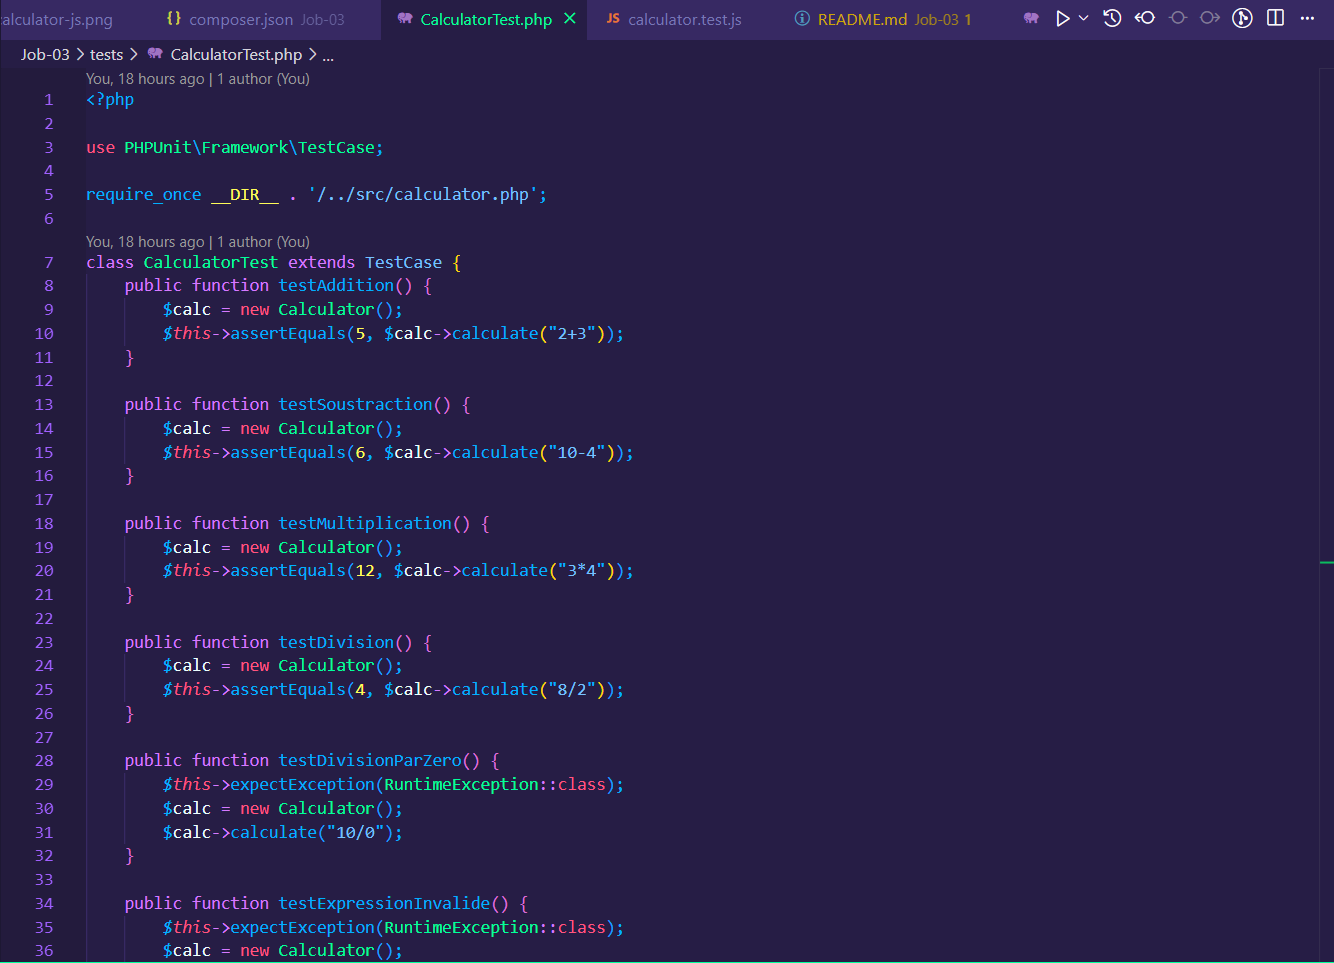 alculator-js.png {} composer.json Job-03 CalculatorTest.php × JS calculator.test.js README.md Job-03 1
Job-03 > tests > CalculatorTest.php > ...
You, 18 hours ago | 1 author (You)
1 <?php
2
3 use PHPUnit\Framework\TestCase;
4
5 require_once __DIR__ . '/../src/calculator.php';
6
You, 18 hours ago | 1 author (You)
7 class CalculatorTest extends TestCase {
8 public function testAddition() {
9 $calc = new Calculator();
10 $this->assertEquals(5, $calc->calculate("2+3"));
11 }
12
13 public function testSoustraction() {
14 $calc = new Calculator();
15 $this->assertEquals(6, $calc->calculate("10-4"));
16 }
17
18 public function testMultiplication() {
19 $calc = new Calculator();
20 $this->assertEquals(12, $calc->calculate("3*4"));
21 }
22
23 public function testDivision() {
24 $calc = new Calculator();
25 $this->assertEquals(4, $calc->calculate("8/2"));
26 }
27
28 public function testDivisionParZero() {
29 $this->expectException(RuntimeException::class);
30 $calc = new Calculator();
31 $calc->calculate("10/0");
32 }
33
34 public function testExpressionInvalide() {
35 $this->expectException(RuntimeException::class);
36 $calc = new Calculator();